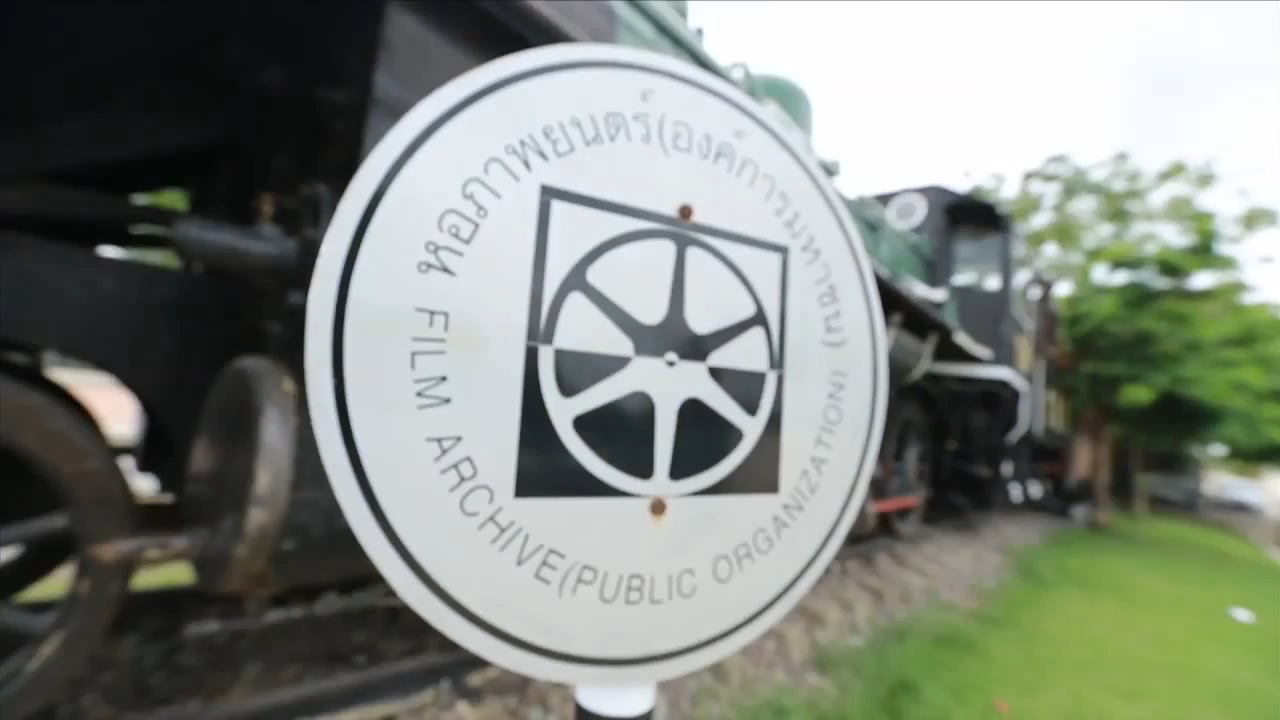 หอภาพยนตร์ (องค์การมหาชน)
FILM ARCHIVE (PUBLIC ORGANIZATION)